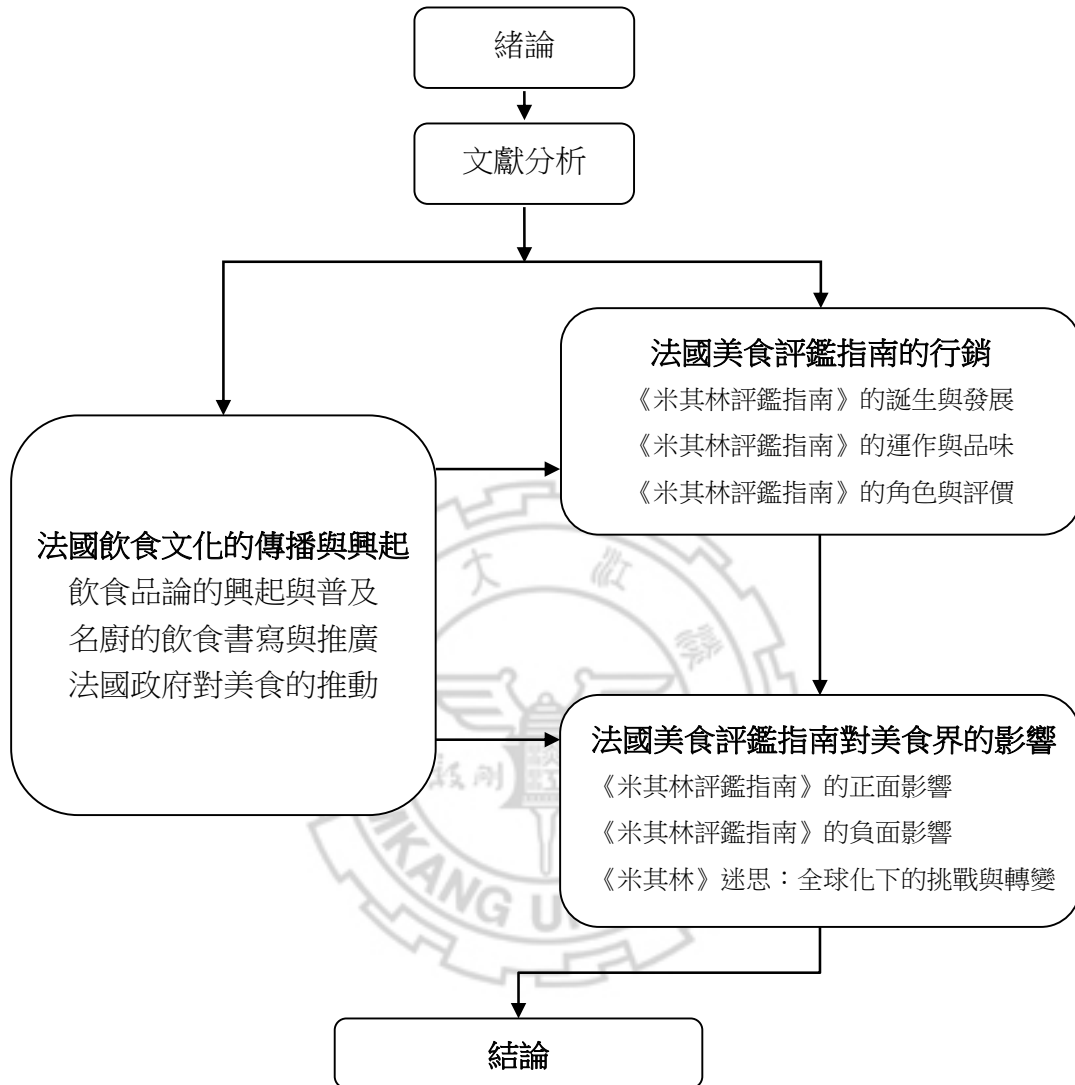 緒論
文獻分析
法國美食評鑑指南的行銷
《米其林評鑑指南》的誕生與發展
《米其林評鑑指南》的運作與品味
《米其林評鑑指南》的角色與評價
法國飲食文化的傳播與興起
飲食品論的興起與普及
名廚的飲食書寫與推廣
法國政府對美食的推動
法國美食評鑑指南對美食界的影響
《米其林評鑑指南》的正面影響
《米其林評鑑指南》的負面影響
《米其林》迷思：全球化下的挑戰與轉變
結論